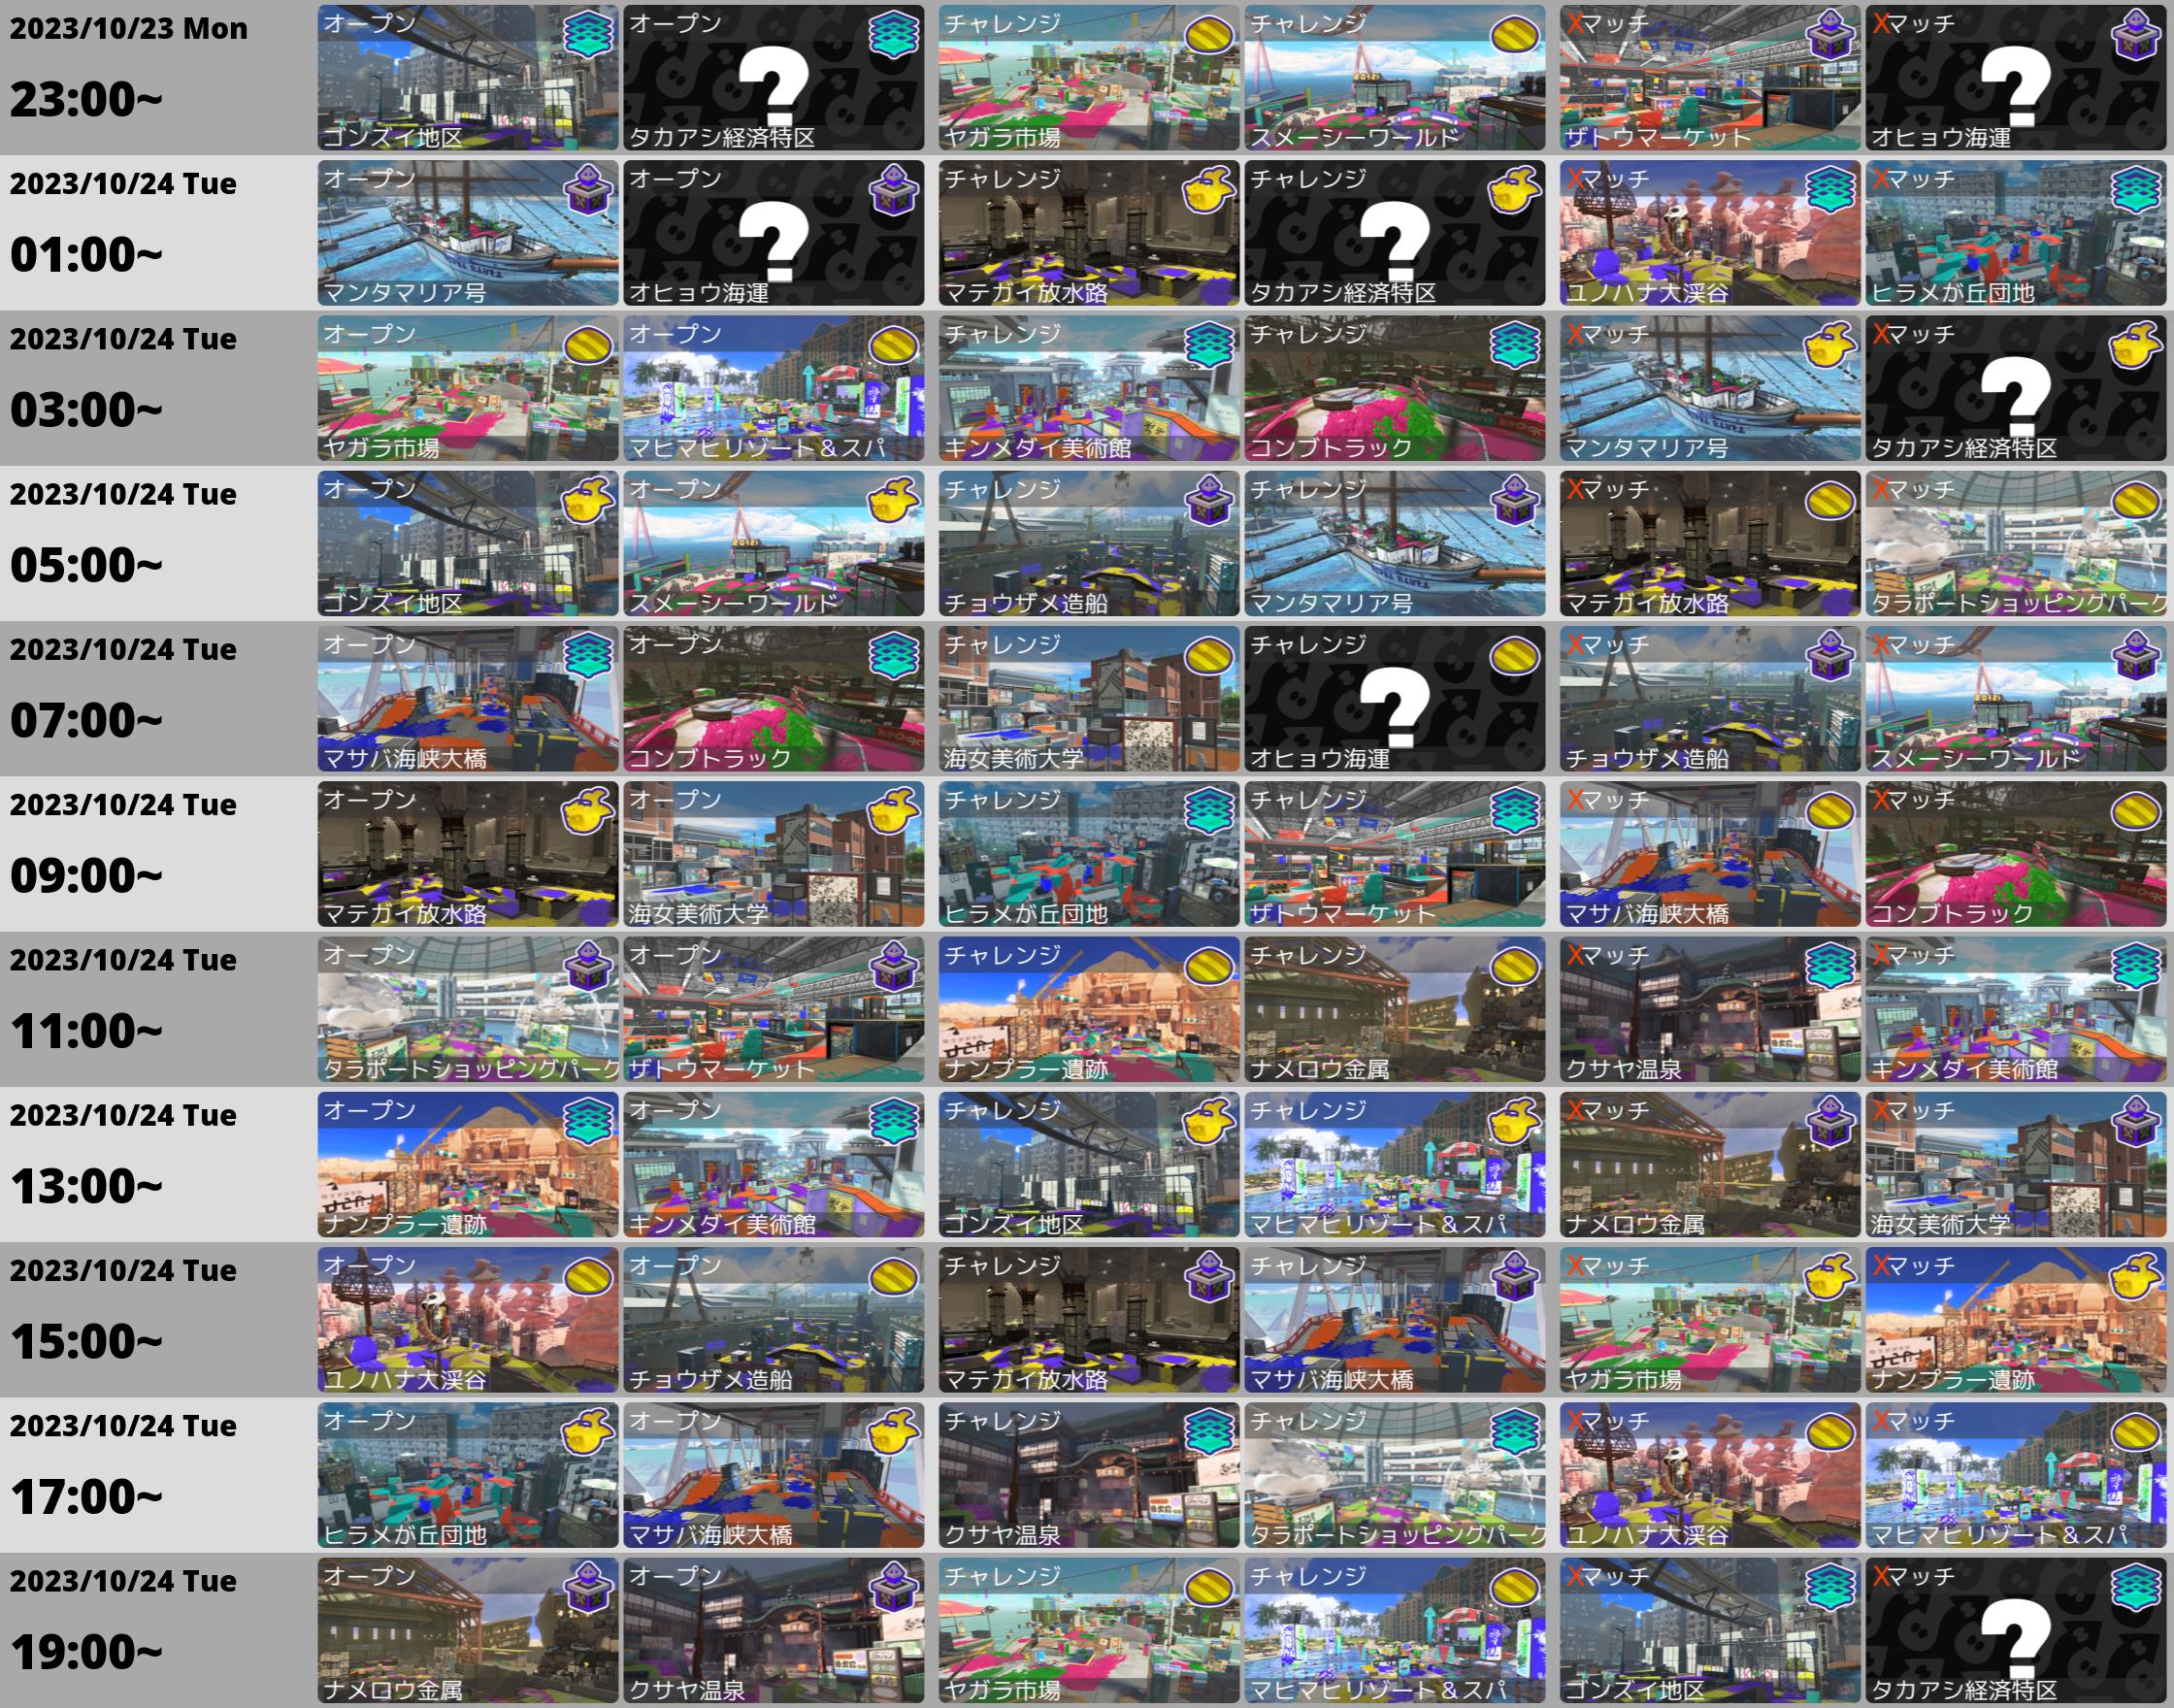 2023/10/23 Mon
23:00~
オープン
ゴンズイ地区
オープン
?
タカアシ経済特区
チャレンジ
ヤガラ市場
チャレンジ
スメーシーワールド
Xマッチ
ザトウマーケット
Xマッチ
?
オヒョウ海運
2023/10/24 Tue
01:00~
オープン
マンタマリア号
オープン
?
オヒョウ海運
チャレンジ
マテガイ放水路
チャレンジ
?
タカアシ経済特区
Xマッチ
ユノハナ大渓谷
Xマッチ
ヒラメが丘団地
2023/10/24 Tue
03:00~
オープン
ヤガラ市場
オープン
マヒマヒリゾート&スパ
チャレンジ
キンメダイ美術館
チャレンジ
コンブトラック
Xマッチ
マンタマリア号
Xマッチ
?
タカアシ経済特区
2023/10/24 Tue
05:00~
オープン
ゴンズイ地区
オープン
スメーシーワールド
チャレンジ
チョウザメ造船
チャレンジ
マンタマリア号
Xマッチ
マテガイ放水路
Xマッチ
タラポートショッピングパーク
2023/10/24 Tue
07:00~
オープン
マサバ海峡大橋
オープン
コンブトラック
チャレンジ
海女美術大学
チャレンジ
?
オヒョウ海運
Xマッチ
チョウザメ造船
Xマッチ
スメーシーワールド
2023/10/24 Tue
09:00~
オープン
マテガイ放水路
オープン
海女美術大学
チャレンジ
ヒラメが丘団地
チャレンジ
ザトウマーケット
Xマッチ
マサバ海峡大橋
Xマッチ
コンブトラック
2023/10/24 Tue
11:00~
オープン
タラポートショッピングパーク
オープン
ザトウマーケット
チャレンジ
ナンプラー遺跡
チャレンジ
ナメロウ金属
Xマッチ
クサヤ温泉
Xマッチ
キンメダイ美術館
2023/10/24 Tue
13:00~
オープン
ナンプラー遺跡
オープン
キンメダイ美術館
チャレンジ
ゴンズイ地区
チャレンジ
マヒマヒリゾート&スパ
Xマッチ
ナメロウ金属
Xマッチ
海女美術大学
2023/10/24 Tue
15:00~
オープン
ユノハナ大渓谷
オープン
チョウザメ造船
チャレンジ
マテガイ放水路
チャレンジ
マサバ海峡大橋
Xマッチ
ヤガラ市場
Xマッチ
ナンプラー遺跡
2023/10/24 Tue
17:00~
オープン
ヒラメが丘団地
オープン
マサバ海峡大橋
チャレンジ
クサヤ温泉
チャレンジ
タラポートショッピングパーク
Xマッチ
ユノハナ大渓谷
Xマッチ
マヒマヒリゾート&スパ
2023/10/24 Tue
19:00~
オープン
ナメロウ金属
オープン
クサヤ温泉
チャレンジ
ヤガラ市場
チャレンジ
マヒマヒリゾート&スパ
Xマッチ
ゴンズイ地区
Xマッチ
?
タカアシ経済特区